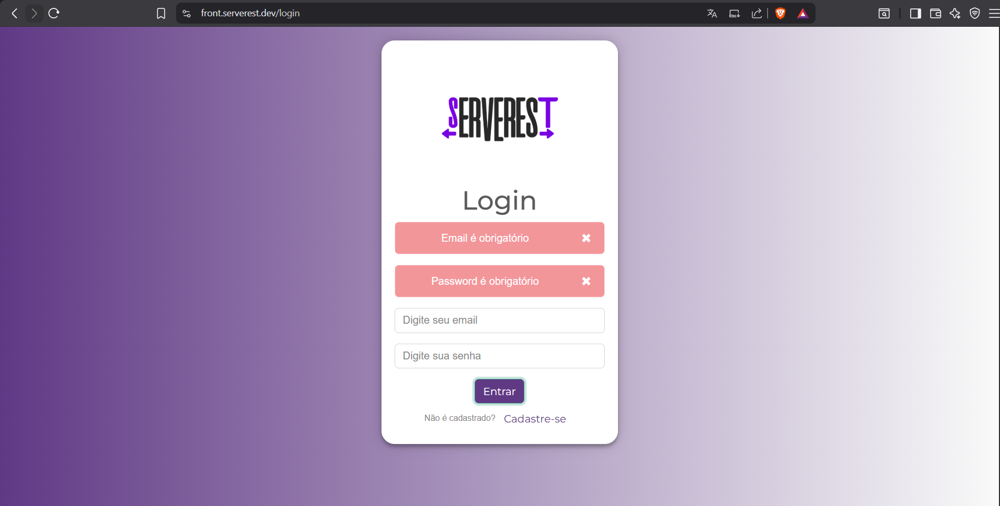 front.serverest.dev/login
SERVEREST
Login
Email é obrigatório
Password é obrigatório
Digite seu email
Digite sua senha
Entrar
Não é cadastrado? Cadastre-se